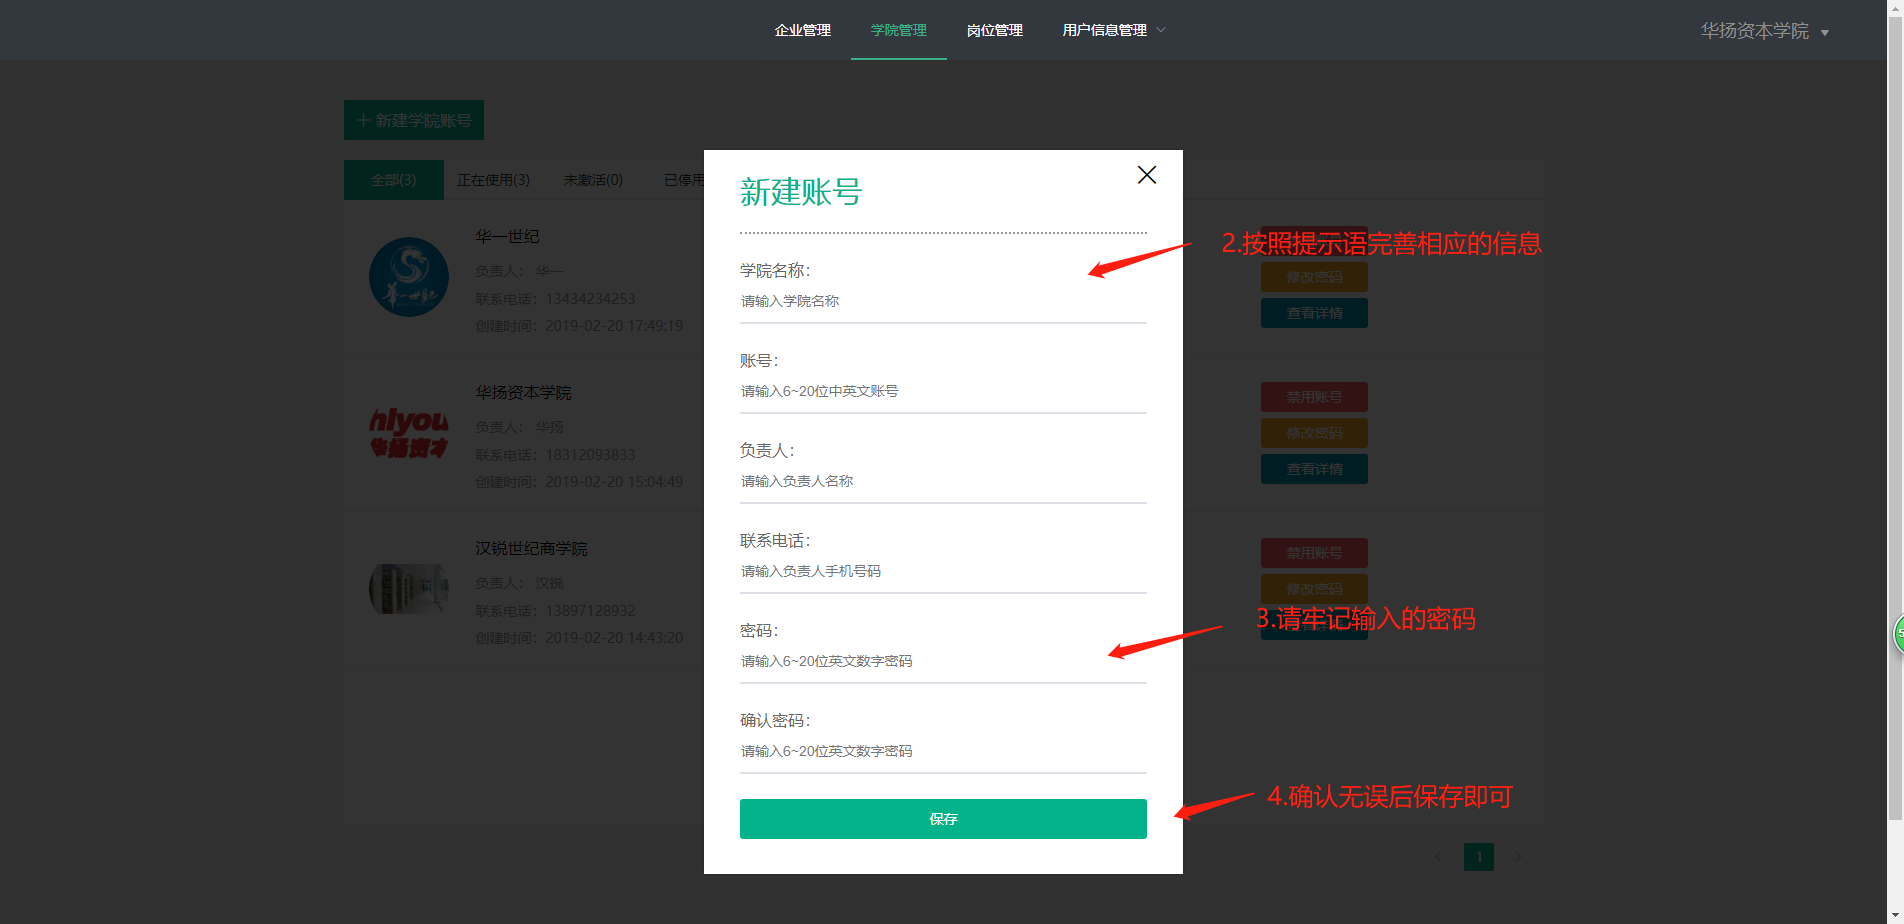 企业管理
学院管理
岗位管理
用户信息管理
华扬资本学院
新建学院账号
全部(3)
正在使用(3)
未激活(0)
已停用
华一世纪
负责人： 华一
联系电话：13434234253
创建时间：2019-02-20 17:49:19
华一世纪
修改密码
查看详情
华扬资本学院
负责人： 华扬
联系电话：18312093833
创建时间：2019-02-20 15:04:49
华扬资才
禁用账号
修改密码
查看详情
汉锐世纪商学院
负责人： 汉锐
联系电话：13897128932
创建时间：2019-02-20 14:43:20
禁用账号
修改密码
新建账号
学院名称：
请输入学院名称
账号：
请输入6~20位中英文账号
负责人：
请输入负责人名称
联系电话：
请输入负责人手机号码
密码：
请输入6~20位英文数字密码
确认密码：
请输入6~20位英文数字密码
保存
2.按照提示语完善相应的信息
3.请牢记输入的密码
4.确认无误后保存即可
1